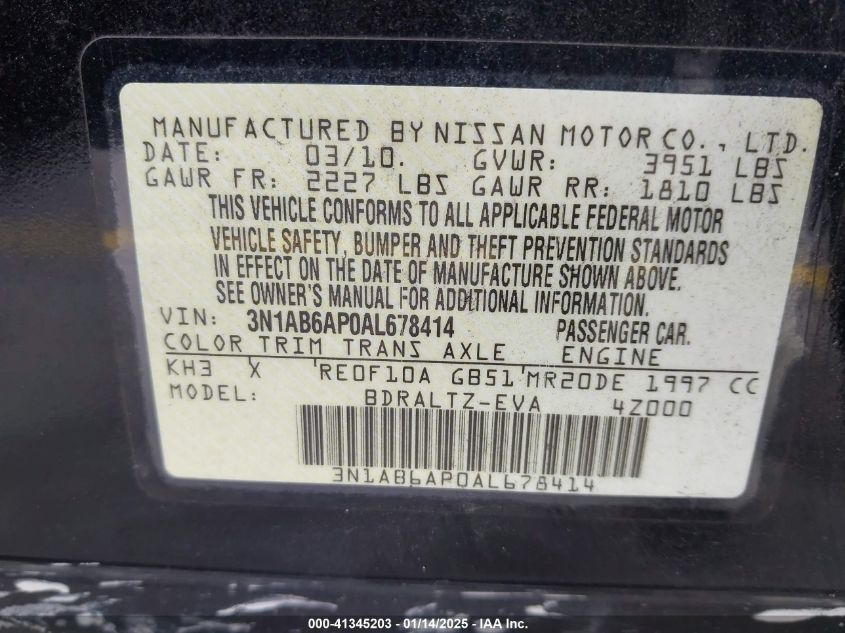 MANUFACTURED BY NISSAN MOTOR CO., LTD.
DATE: 03/10. GVWR: 3951 LBS
GAWR FR: 2227 LBS GAWR RR: 1810 LBS
THIS VEHICLE CONFORMS TO ALL APPLICABLE FEDERAL MOTOR
VEHICLE SAFETY, BUMPER AND THEFT PREVENTION STANDARDS
IN EFFECT ON THE DATE OF MANUFACTURE SHOWN ABOVE.
SEE OWNER'S MANUAL FOR ADDITIONAL INFORMATION.
VIN: 3N1AB6AP0AL678414 PASSENGER CAR.
COLOR TRIM TRANS AXLE ENGINE
KH3 X RE0F10A GB51 MR20DE 1997 CC
MODEL: BDRALTZ-EVA 4Z000
3N1AB6AP0AL678414
000-41345203 - 01/14/2025 - IAA Inc.